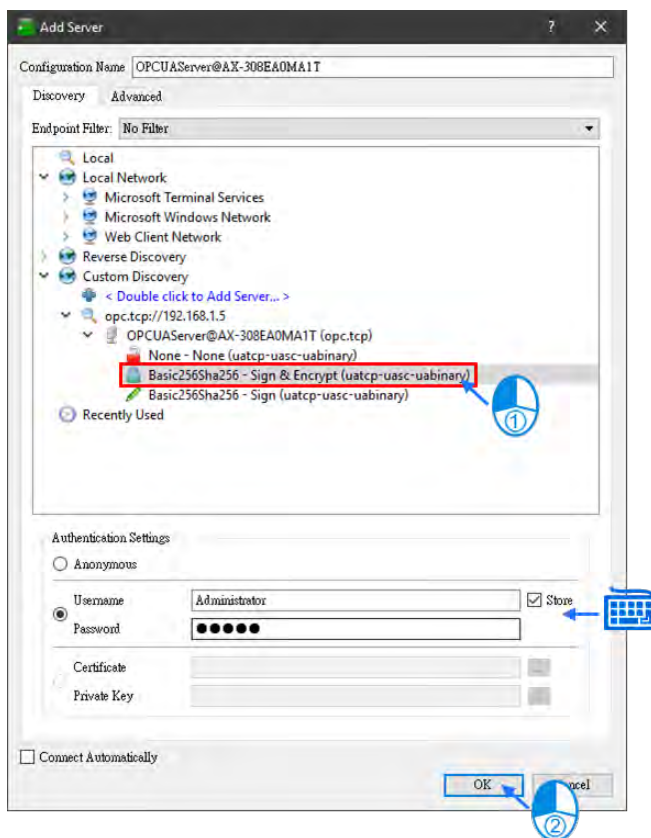 Add Server ? ×
Configuration Name OPCUAServer@AX-308EA0MA1T
Discovery Advanced
Endpoint Filter: No Filter
Local
Local Network
Microsoft Terminal Services
Microsoft Windows Network
Web Client Network
Reverse Discovery
Custom Discovery
< Double click to Add Server... >
opc.tcp://192.168.1.5
OPCUAServer@AX-308EA0MA1T (opc.tcp)
None - None (uatcp-uasc-uabinary)
Basic256Sha256 - Sign & Encrypt (uatcp-uasc-uabinary)
Basic256Sha256 - Sign (uatcp-uasc-uabinary)
①
Recently Used
Authentication Settings
Anonymous
Username Administrator Store
Password ●●●●●
Certificate ...
Private Key ...
Connect Automatically
OK
②